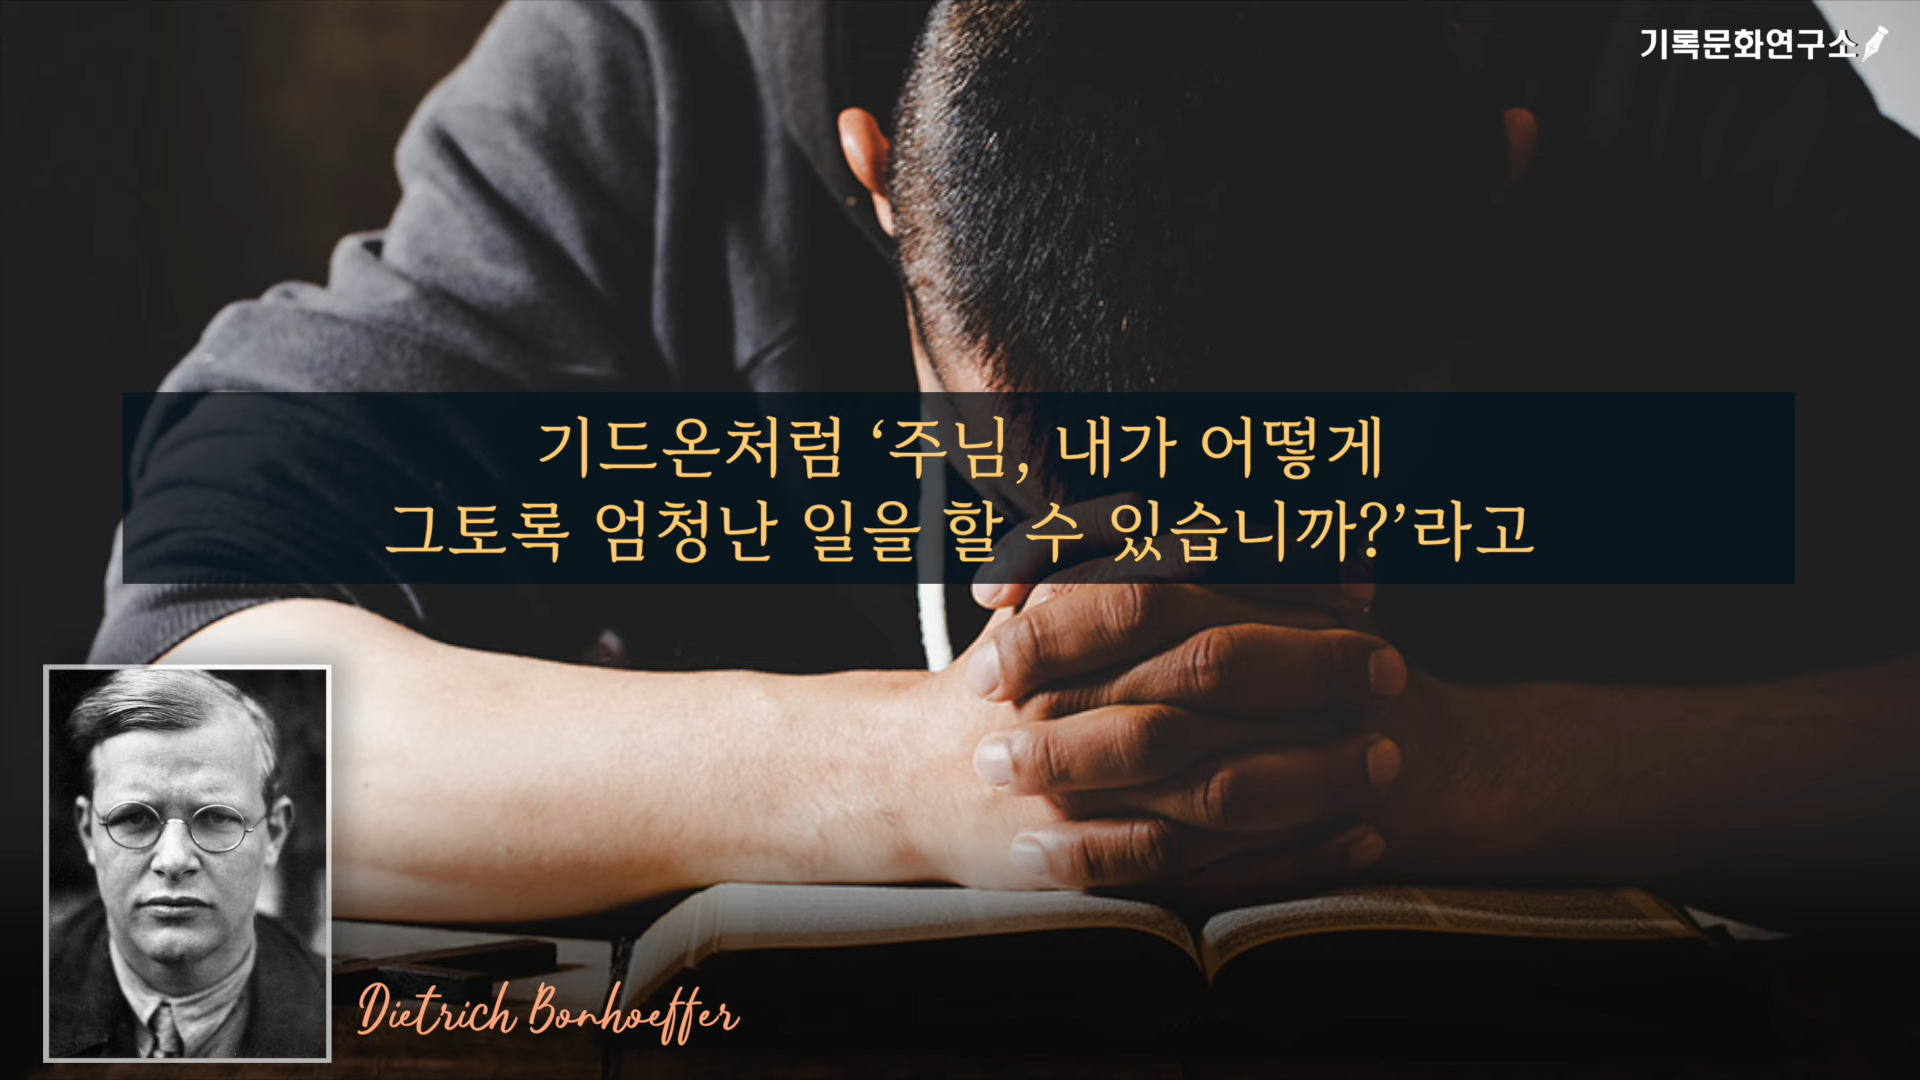 기록문화연구소
기드온처럼 ‘주님, 내가 어떻게
그토록 엄청난 일을 할 수 있습니까?’라고
Dietrich Bonhoeffer